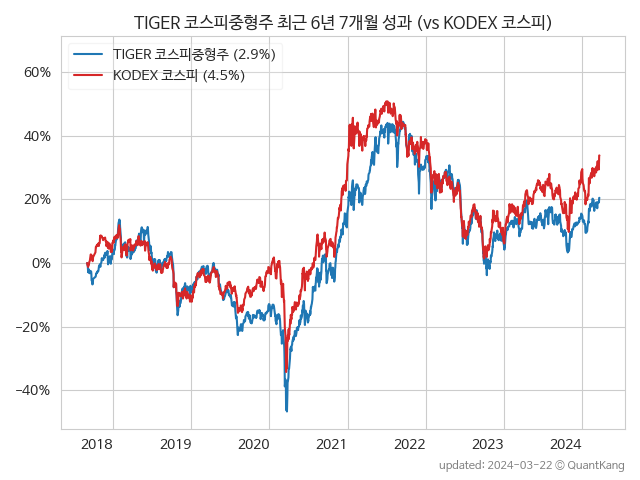 TIGER 코스피중형주 최근 6년 7개월 성과 (vs KODEX 코스피)
TIGER 코스피중형주 (2.9%)
KODEX 코스피 (4.5%)
60%
40%
20%
0%
−20%
−40%
2018 2019 2020 2021 2022 2023 2024
updated: 2024-03-22 © QuantKang